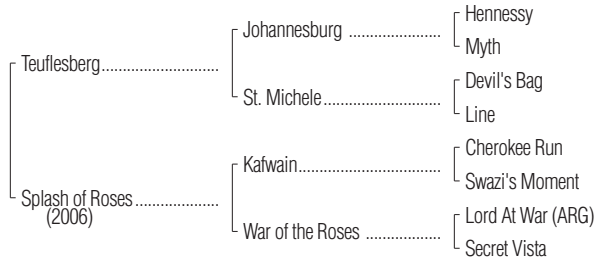 Hennessy
Johannesburg ....................
Myth
Teuflesberg..........................
Devil's Bag
St. Michele..........................
Line
Cherokee Run
Kafwain................................
Swazi's Moment
Splash of Roses..................
(2006)
Lord At War (ARG)
War of the Roses .................
Secret Vista